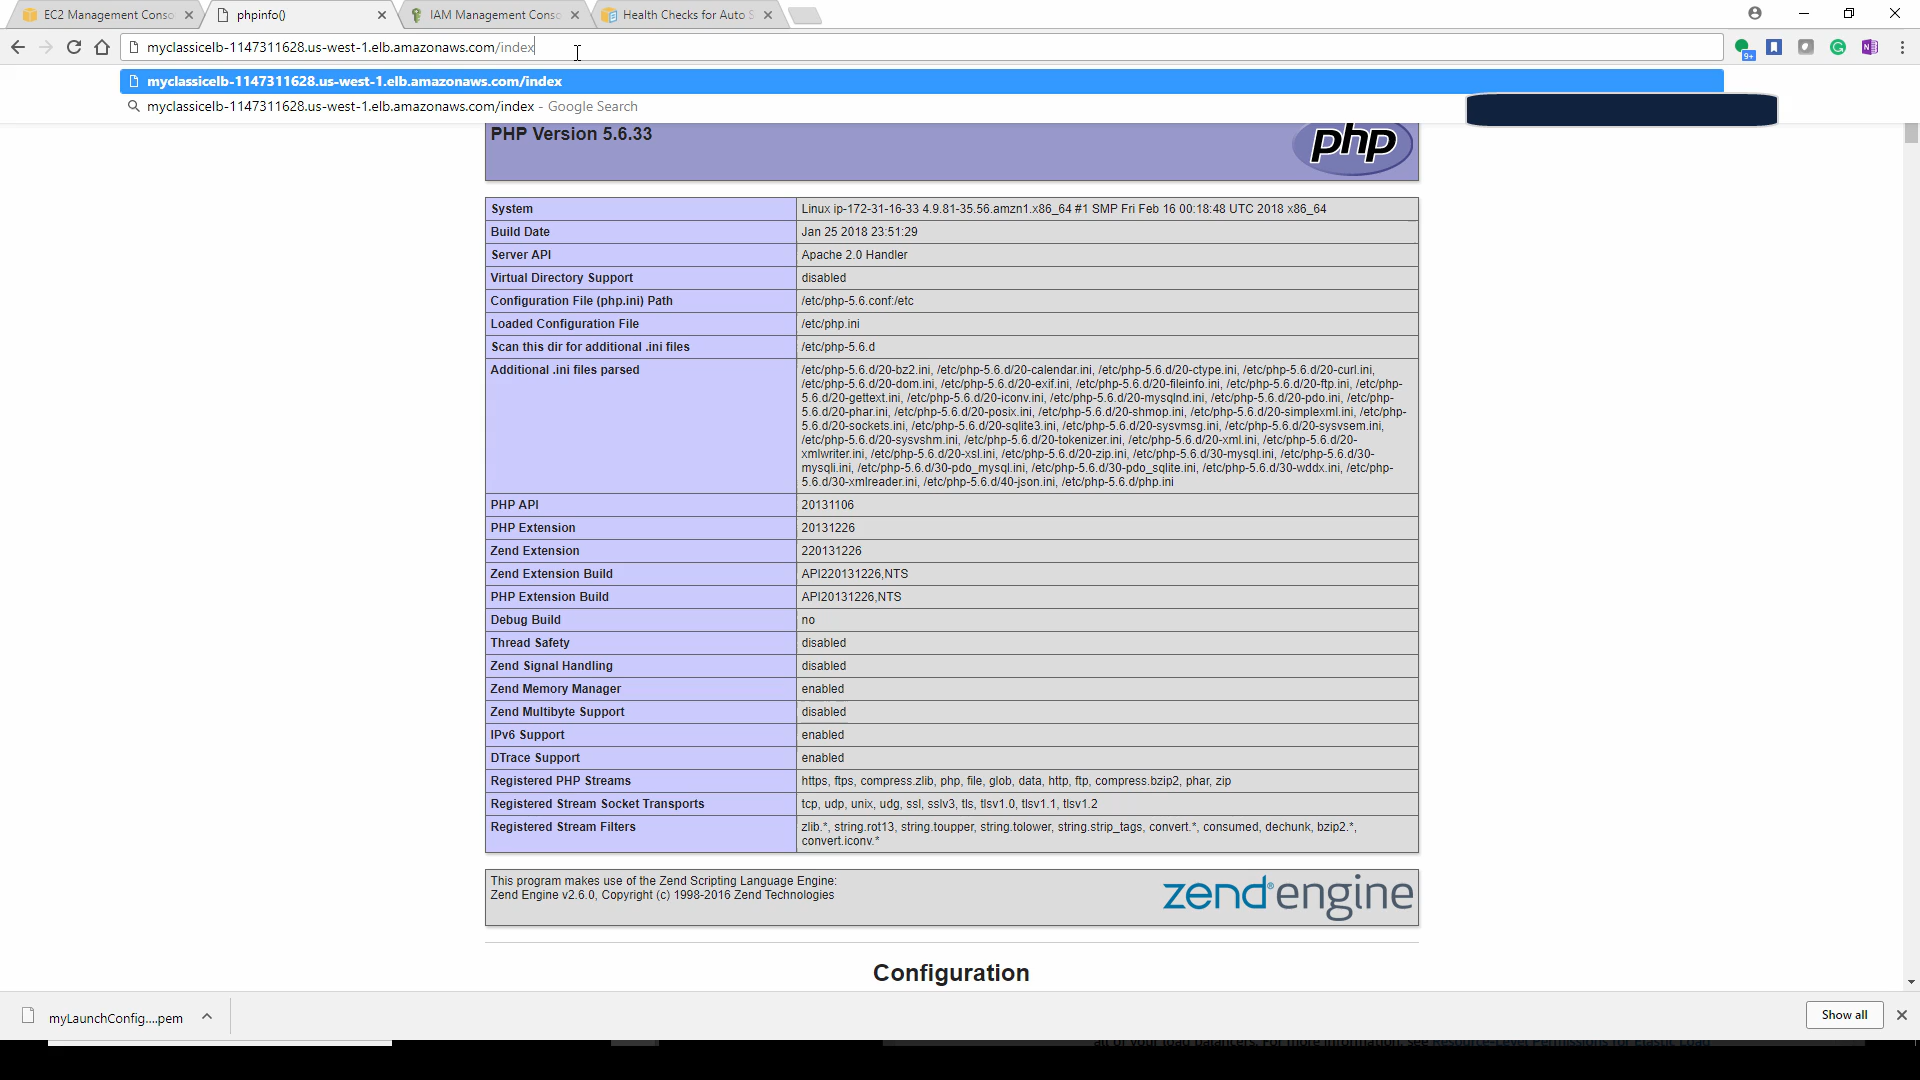 EC2 Management Conso
phpinfo()
IAM Management Conso
Health Checks for Auto S
myclassicelb-1147311628.us-west-1.elb.amazonaws.com/index
9+
myclassicelb-1147311628.us-west-1.elb.amazonaws.com/index
myclassicelb-1147311628.us-west-1.elb.amazonaws.com/index - Google Search
PHP Version 5.6.33
php
System Linux ip-172-31-16-33 4.9.81-35.56.amzn1.x86_64 #1 SMP Fri Feb 16 00:18:48 UTC 2018 x86_64
Build Date Jan 25 2018 23:51:29
Server API Apache 2.0 Handler
Virtual Directory Support disabled
Configuration File (php.ini) Path /etc/php-5.6.conf:/etc
Loaded Configuration File /etc/php.ini
Scan this dir for additional .ini files /etc/php-5.6.d
Additional .ini files parsed /etc/php-5.6.d/20-bz2.ini, /etc/php-5.6.d/20-calendar.ini, /etc/php-5.6.d/20-ctype.ini, /etc/php-5.6.d/20-curl.ini,
/etc/php-5.6.d/20-dom.ini, /etc/php-5.6.d/20-exif.ini, /etc/php-5.6.d/20-fileinfo.ini, /etc/php-5.6.d/20-ftp.ini, /etc/php-
5.6.d/20-gettext.ini, /etc/php-5.6.d/20-iconv.ini, /etc/php-5.6.d/20-mysqlnd.ini, /etc/php-5.6.d/20-pdo.ini, /etc/php-
5.6.d/20-phar.ini, /etc/php-5.6.d/20-posix.ini, /etc/php-5.6.d/20-shmop.ini, /etc/php-5.6.d/20-simplexml.ini, /etc/php-
5.6.d/20-sockets.ini, /etc/php-5.6.d/20-sqlite3.ini, /etc/php-5.6.d/20-sysvmsg.ini, /etc/php-5.6.d/20-sysvsem.ini,
/etc/php-5.6.d/20-sysvshm.ini, /etc/php-5.6.d/20-tokenizer.ini, /etc/php-5.6.d/20-xml.ini, /etc/php-5.6.d/20-
xmlwriter.ini, /etc/php-5.6.d/20-xsl.ini, /etc/php-5.6.d/20-zip.ini, /etc/php-5.6.d/30-mysql.ini, /etc/php-5.6.d/30-
mysqli.ini, /etc/php-5.6.d/30-pdo_mysql.ini, /etc/php-5.6.d/30-pdo_sqlite.ini, /etc/php-5.6.d/30-wddx.ini, /etc/php-
5.6.d/30-xmlreader.ini, /etc/php-5.6.d/40-json.ini, /etc/php-5.6.d/php.ini
PHP API 20131106
PHP Extension 20131226
Zend Extension 220131226
Zend Extension Build API220131226,NTS
PHP Extension Build API20131226,NTS
Debug Build no
Thread Safety disabled
Zend Signal Handling disabled
Zend Memory Manager enabled
Zend Multibyte Support disabled
IPv6 Support enabled
DTrace Support enabled
Registered PHP Streams https, ftps, compress.zlib, php, file, glob, data, http, ftp, compress.bzip2, phar, zip
Registered Stream Socket Transports tcp, udp, unix, udg, ssl, sslv3, tls, tlsv1.0, tlsv1.1, tlsv1.2
Registered Stream Filters zlib.*, string.rot13, string.toupper, string.tolower, string.strip_tags, convert.*, consumed, dechunk, bzip2.*,
convert.iconv.*
This program makes use of the Zend Scripting Language Engine:
Zend Engine v2.6.0, Copyright (c) 1998-2016 Zend Technologies
zend engine
Configuration
myLaunchConfig....pem
Show all